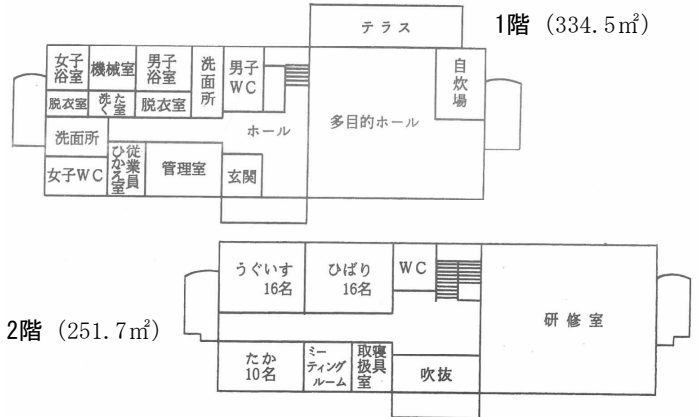 テラス
1階（334.5㎡）
女子
浴室
機械室
男子
浴室
洗面所
男子
WC
自炊場
脱衣室
洗たく室
脱衣室
ホール
多目的ホール
洗面所
女子WC
従業員
ひかえ室
管理室
玄関
うぐいす
16名
ひばり
16名
WC
研修室
2階（251.7㎡）
たか
10名
ミー
ティング
ルーム
寝具
取扱室
吹抜